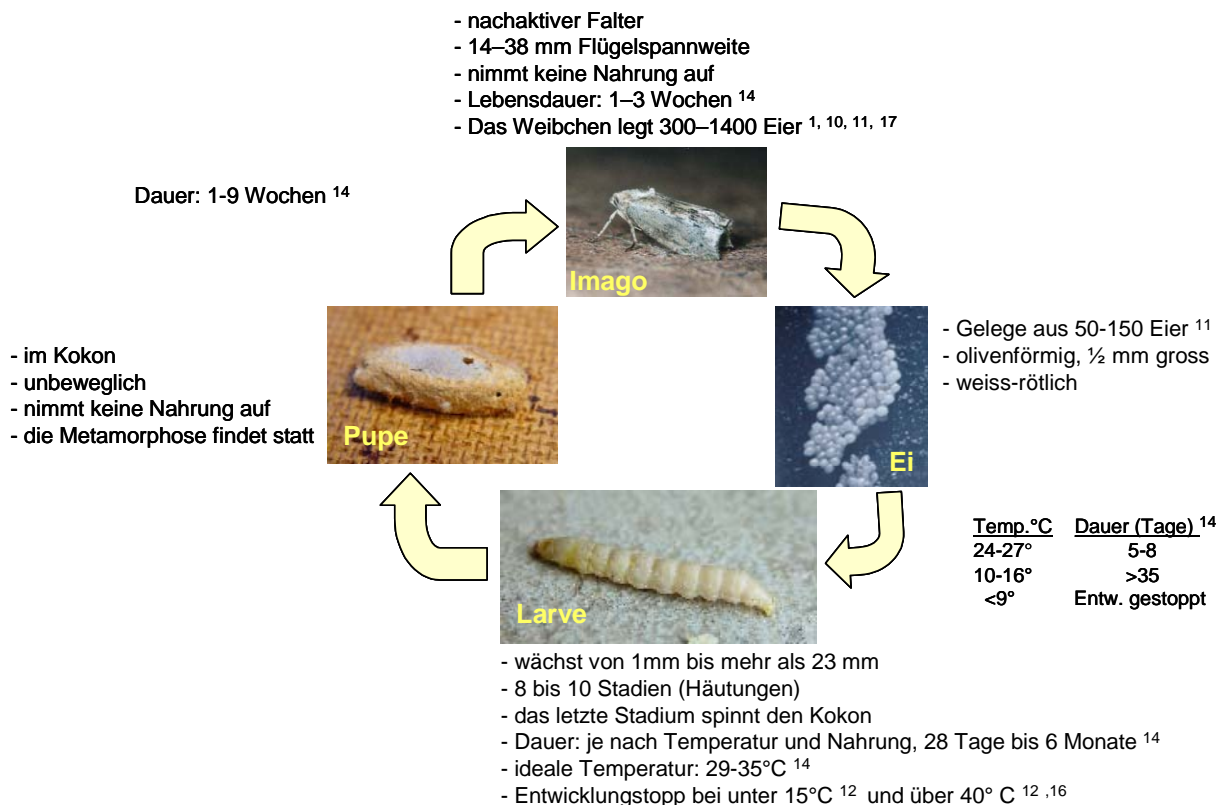 - nachaktiver Falter
- 14–38 mm Flügelspannweite
- nimmt keine Nahrung auf
- Lebensdauer: 1–3 Wochen 14
- Das Weibchen legt 300–1400 Eier 1, 10, 11, 17
Dauer: 1-9 Wochen 14
Imago
- Gelege aus 50-150 Eier 11
- olivenförmig, ½ mm gross
- weiss-rötlich
Ei
- im Kokon
- unbeweglich
- nimmt keine Nahrung auf
- die Metamorphose findet statt
Pupe
Temp.°C Dauer (Tage) 14
24-27° 5-8
10-16° >35
<9° Entw. gestoppt
Larve
- wächst von 1mm bis mehr als 23 mm
- 8 bis 10 Stadien (Häutungen)
- das letzte Stadium spinnt den Kokon
- Dauer: je nach Temperatur und Nahrung, 28 Tage bis 6 Monate 14
- ideale Temperatur: 29-35°C 14
- Entwicklungstopp bei unter 15°C 12 und über 40° C 12 ,16